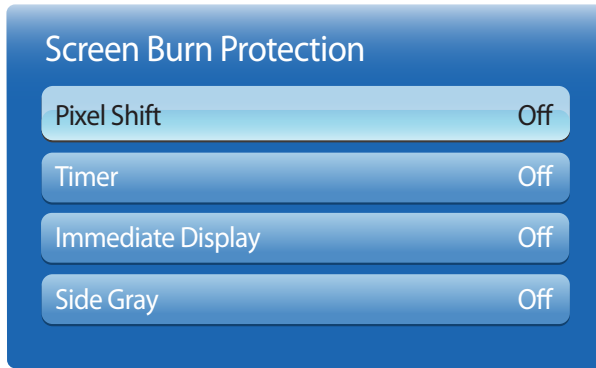 Screen Burn Protection
Pixel Shift Off
Timer Off
Immediate Display Off
Side Gray Off